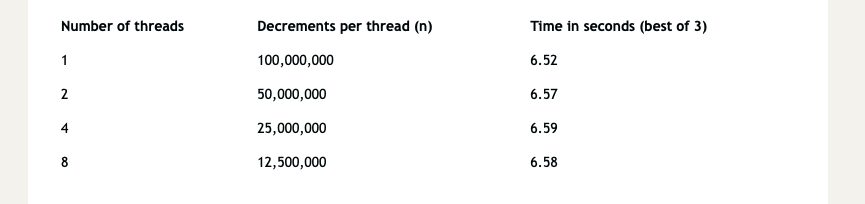 Number of threads Decrements per thread (n) Time in seconds (best of 3)
1 100,000,000 6.52
2 50,000,000 6.57
4 25,000,000 6.59
8 12,500,000 6.58